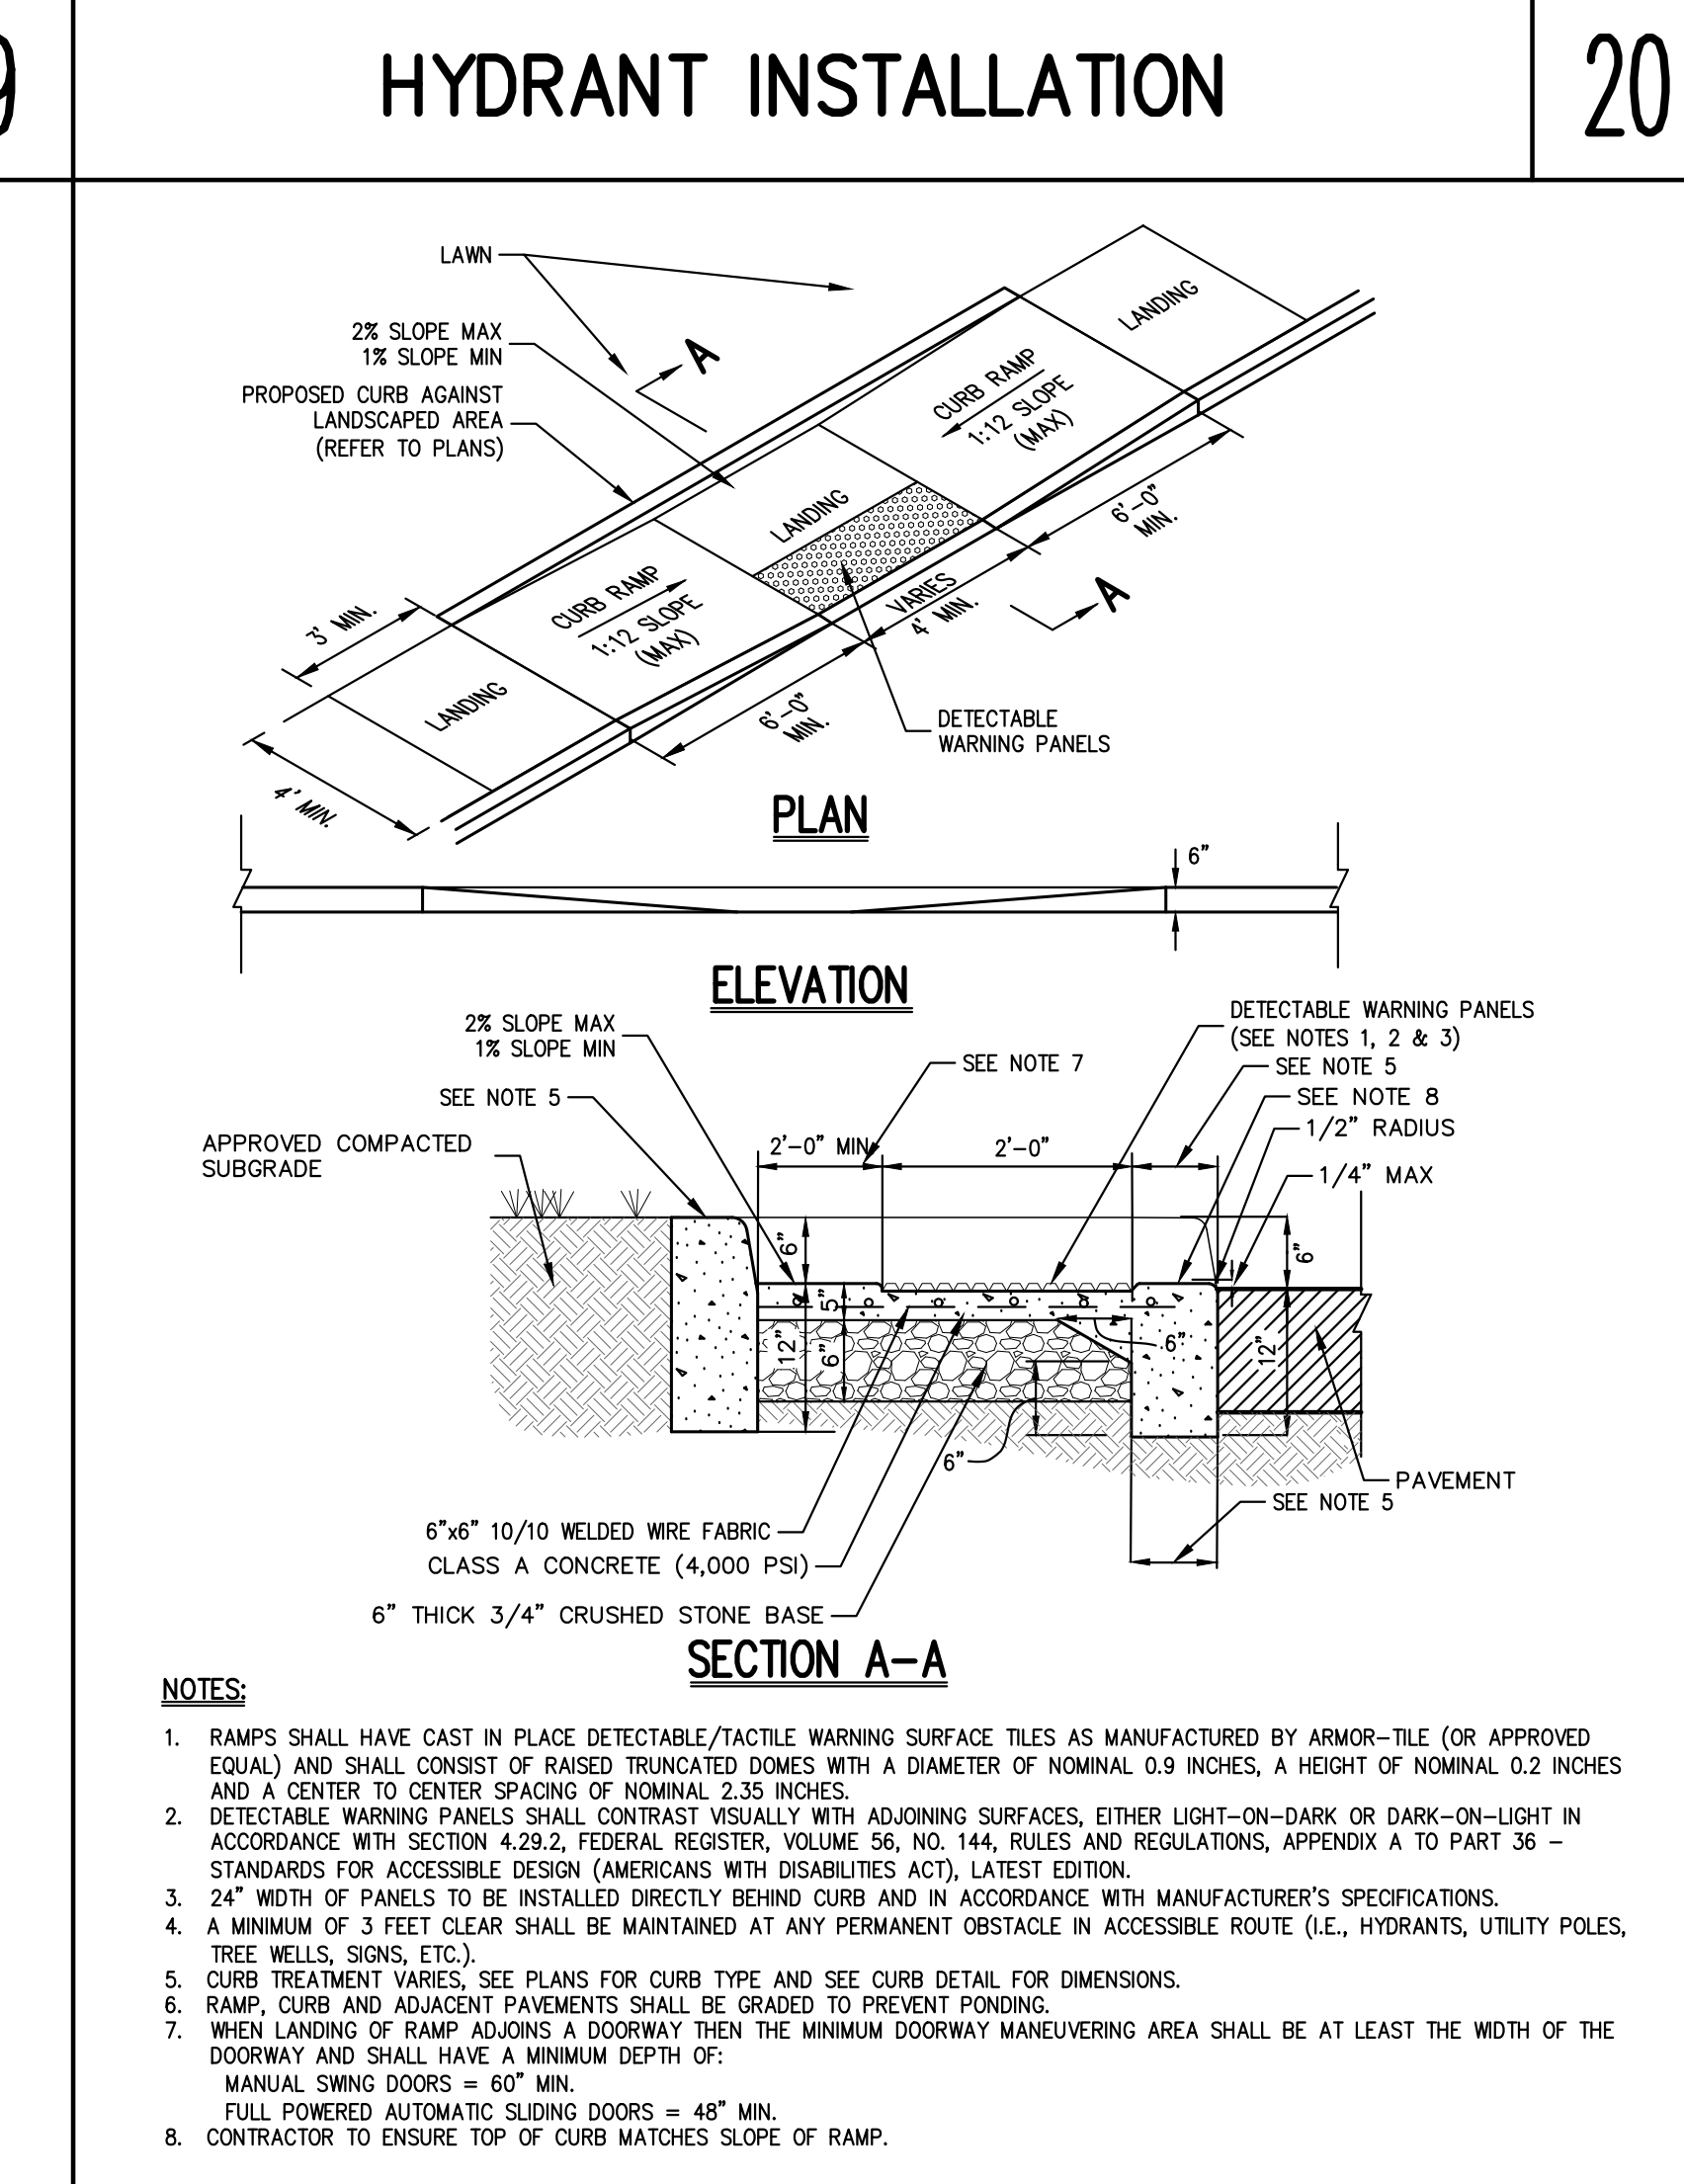 9
HYDRANT INSTALLATION
20
LAWN
2% SLOPE MAX
1% SLOPE MIN
PROPOSED CURB AGAINST
LANDSCAPED AREA
(REFER TO PLANS)
A
LANDING
CURB RAMP
1:12 SLOPE
(MAX)
6'-0"
MIN.
LANDING
A
VARIES
4' MIN.
CURB RAMP
1:12 SLOPE
(MAX)
3' MIN.
LANDING
6'-0"
MIN.
4' MIN.
DETECTABLE
WARNING PANELS
PLAN
6"
ELEVATION
2% SLOPE MAX
1% SLOPE MIN
SEE NOTE 5
APPROVED COMPACTED
SUBGRADE
SEE NOTE 7
DETECTABLE WARNING PANELS
(SEE NOTES 1, 2 & 3)
SEE NOTE 5
SEE NOTE 8
1/2" RADIUS
1/4" MAX
2'-0" MIN
2'-0"
6"
6"
5"
12"
6"
6"
12"
6"
PAVEMENT
SEE NOTE 5
6"x6" 10/10 WELDED WIRE FABRIC
CLASS A CONCRETE (4,000 PSI)
6" THICK 3/4" CRUSHED STONE BASE
SECTION A-A
NOTES:
1. RAMPS SHALL HAVE CAST IN PLACE DETECTABLE/TACTILE WARNING SURFACE TILES AS MANUFACTURED BY ARMOR-TILE (OR APPROVED
EQUAL) AND SHALL CONSIST OF RAISED TRUNCATED DOMES WITH A DIAMETER OF NOMINAL 0.9 INCHES, A HEIGHT OF NOMINAL 0.2 INCHES
AND A CENTER TO CENTER SPACING OF NOMINAL 2.35 INCHES.
2. DETECTABLE WARNING PANELS SHALL CONTRAST VISUALLY WITH ADJOINING SURFACES, EITHER LIGHT-ON-DARK OR DARK-ON-LIGHT IN
ACCORDANCE WITH SECTION 4.29.2, FEDERAL REGISTER, VOLUME 56, NO. 144, RULES AND REGULATIONS, APPENDIX A TO PART 36 -
STANDARDS FOR ACCESSIBLE DESIGN (AMERICANS WITH DISABILITIES ACT), LATEST EDITION.
3. 24" WIDTH OF PANELS TO BE INSTALLED DIRECTLY BEHIND CURB AND IN ACCORDANCE WITH MANUFACTURER'S SPECIFICATIONS.
4. A MINIMUM OF 3 FEET CLEAR SHALL BE MAINTAINED AT ANY PERMANENT OBSTACLE IN ACCESSIBLE ROUTE (I.E., HYDRANTS, UTILITY POLES,
TREE WELLS, SIGNS, ETC.).
5. CURB TREATMENT VARIES, SEE PLANS FOR CURB TYPE AND SEE CURB DETAIL FOR DIMENSIONS.
6. RAMP, CURB AND ADJACENT PAVEMENTS SHALL BE GRADED TO PREVENT PONDING.
7. WHEN LANDING OF RAMP ADJOINS A DOORWAY THEN THE MINIMUM DOORWAY MANEUVERING AREA SHALL BE AT LEAST THE WIDTH OF THE
DOORWAY AND SHALL HAVE A MINIMUM DEPTH OF:
MANUAL SWING DOORS = 60" MIN.
FULL POWERED AUTOMATIC SLIDING DOORS = 48" MIN.
8. CONTRACTOR TO ENSURE TOP OF CURB MATCHES SLOPE OF RAMP.